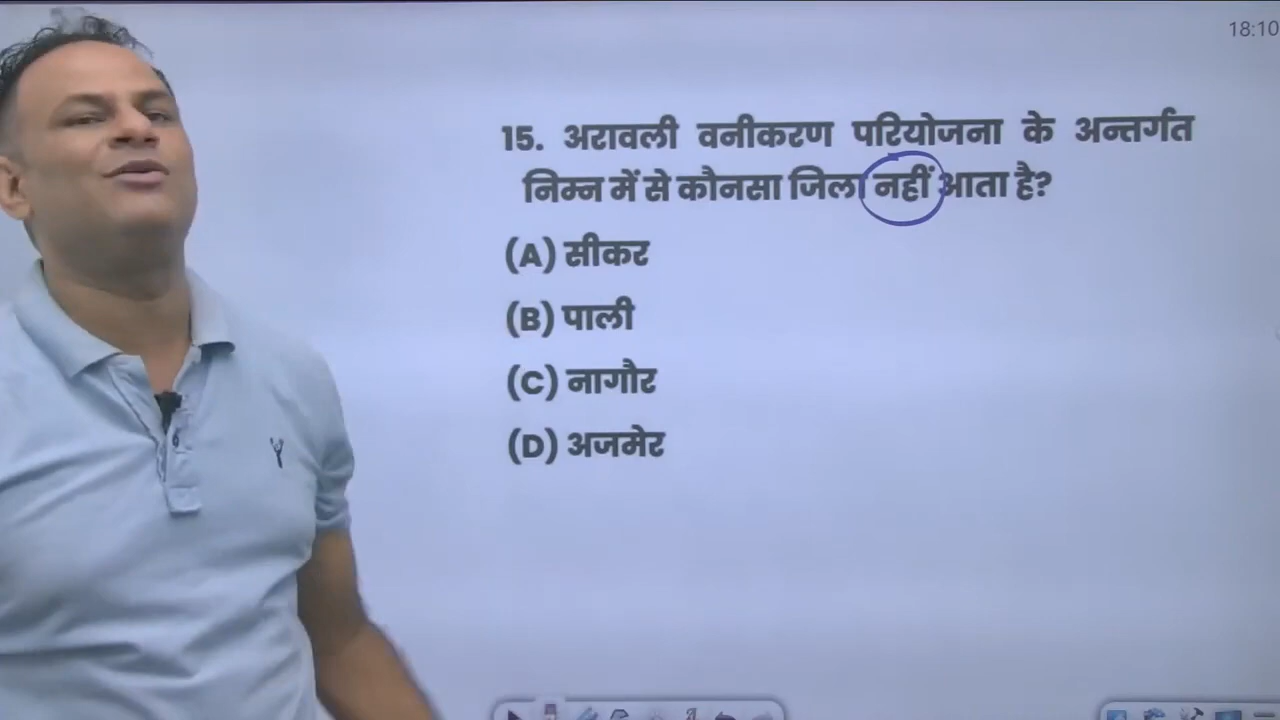 18:10
15. अरावली वनीकरण परियोजना के अन्तर्गत
निम्न में से कौनसा जिला नहीं आता है?
(A) सीकर
(B) पाली
(C) नागौर
(D) अजमेर